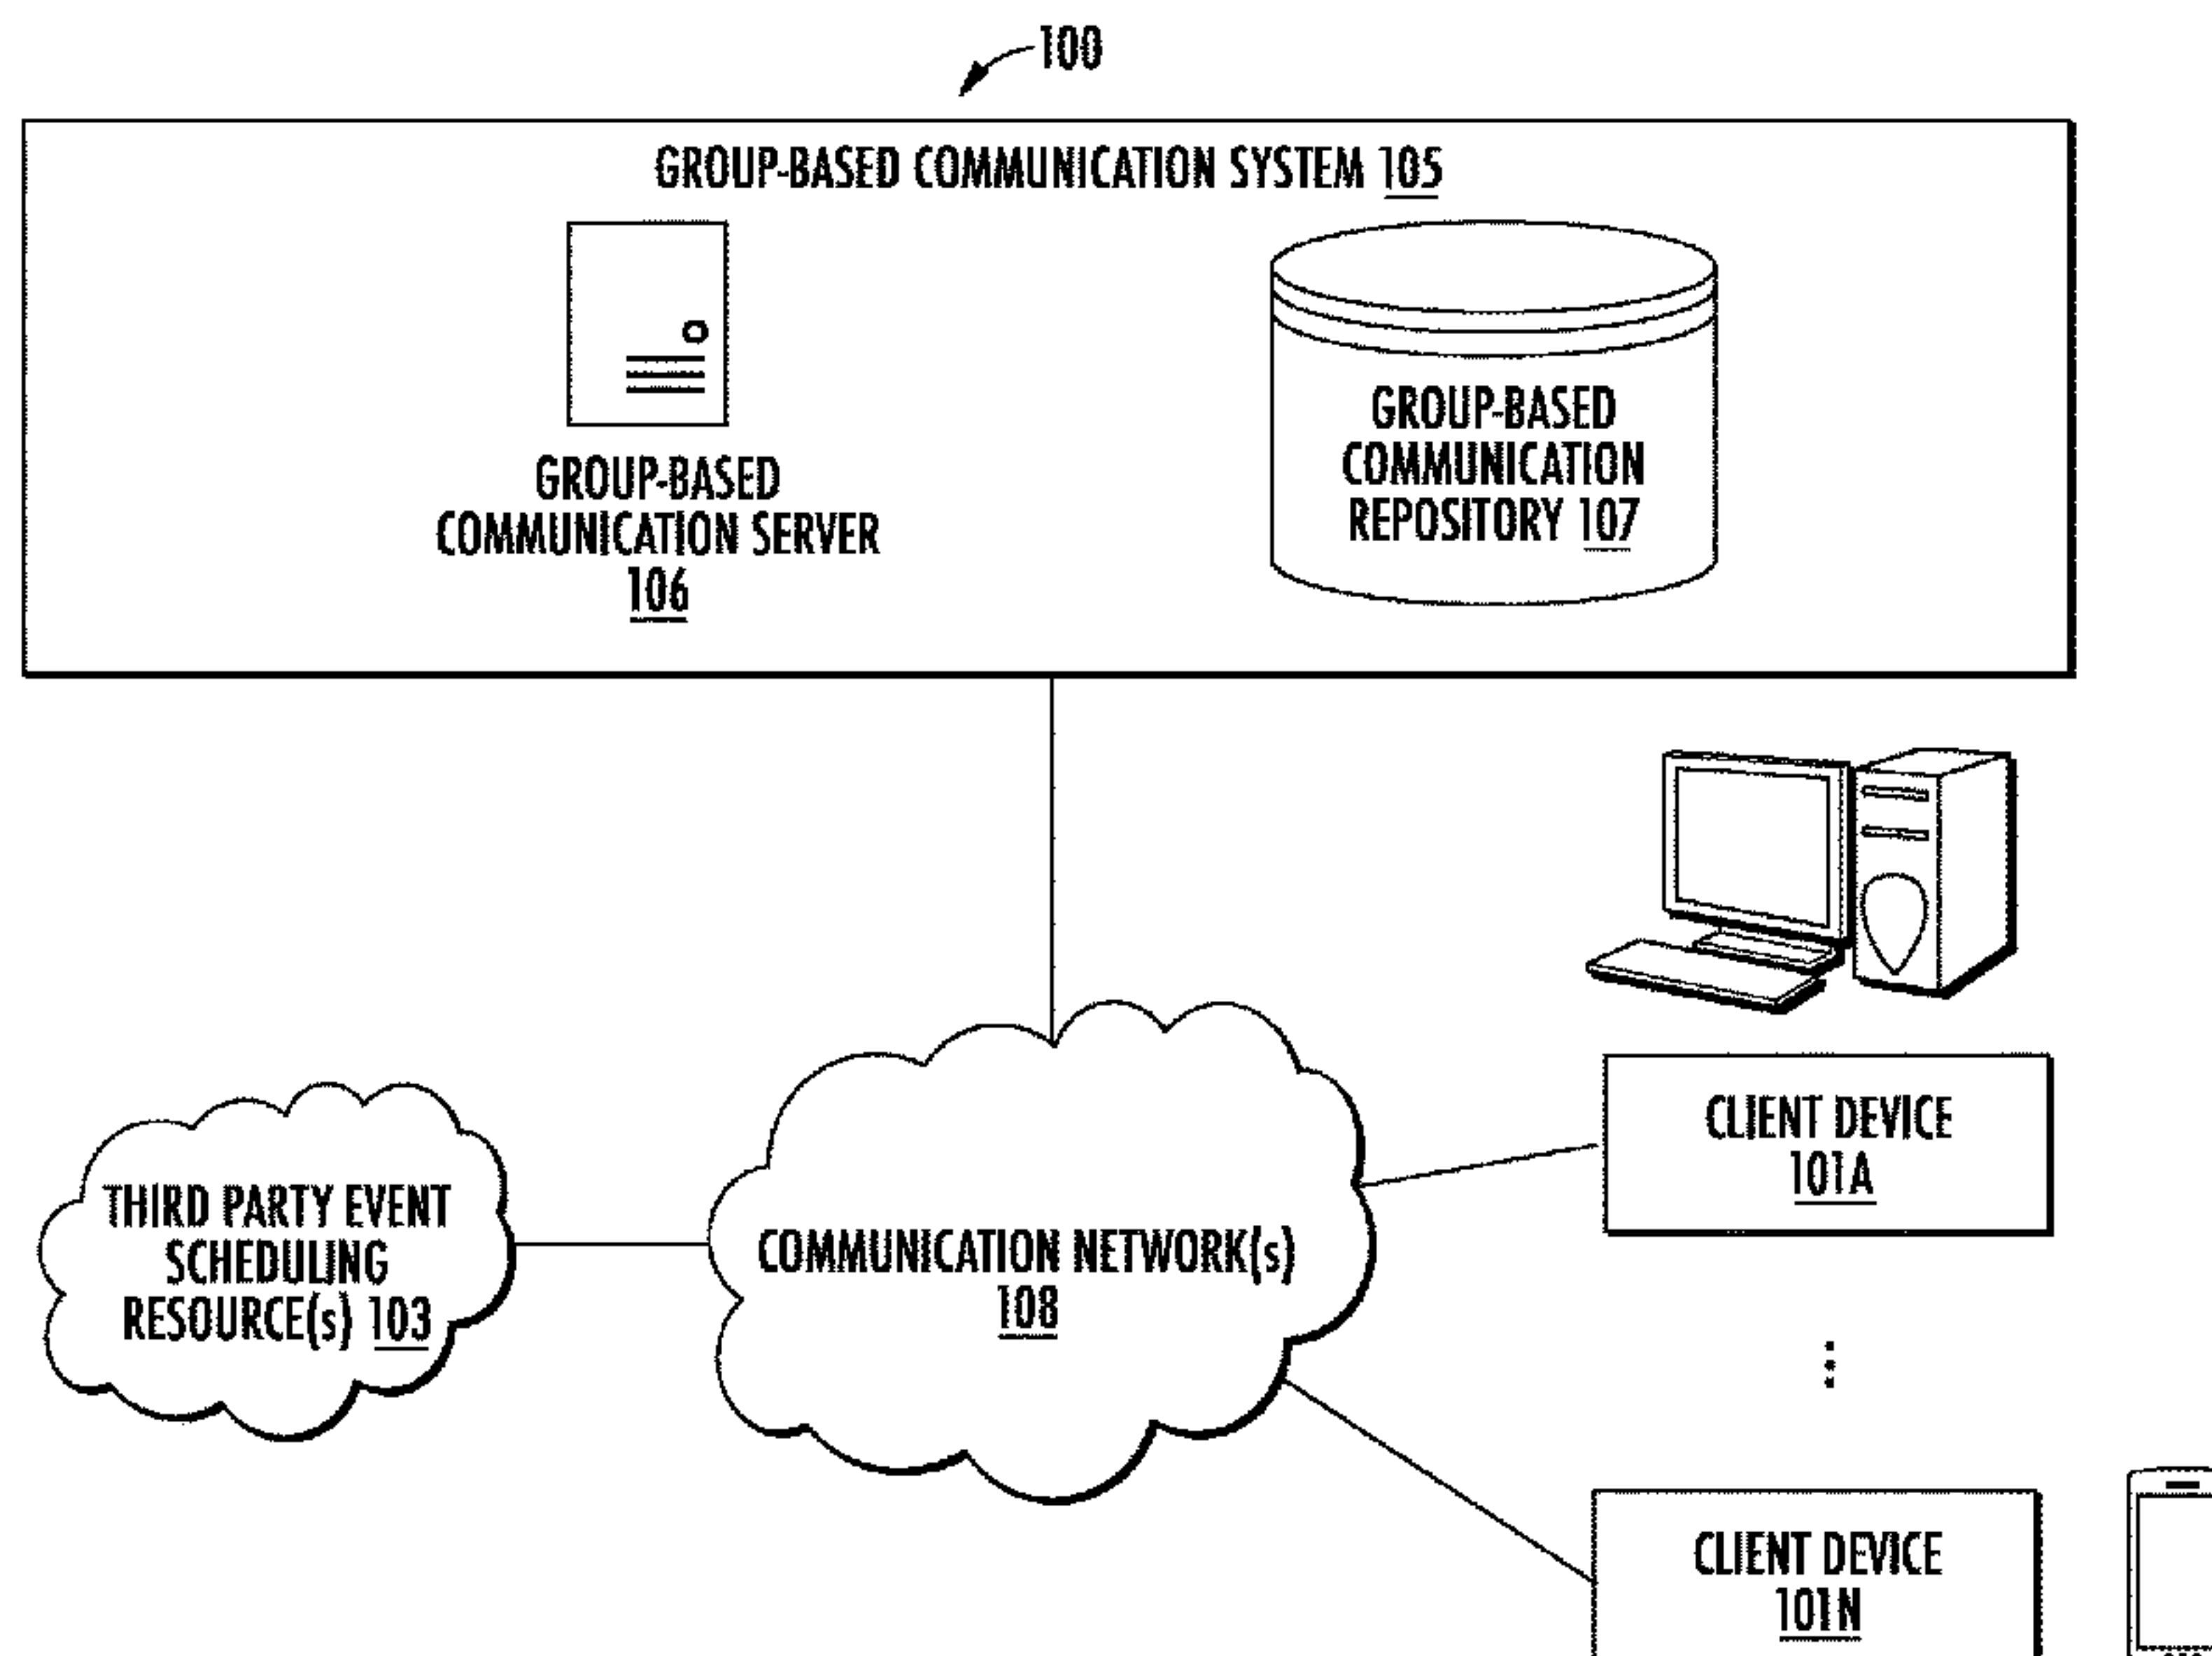 100
GROUP-BASED COMMUNICATION SYSTEM 105
GROUP-BASED
COMMUNICATION SERVER
106
GROUP-BASED
COMMUNICATION
REPOSITORY 107
THIRD PARTY EVENT
SCHEDULING
RESOURCE(s) 103
COMMUNICATION NETWORK(s)
108
CLIENT DEVICE
101A
CLIENT DEVICE
101N